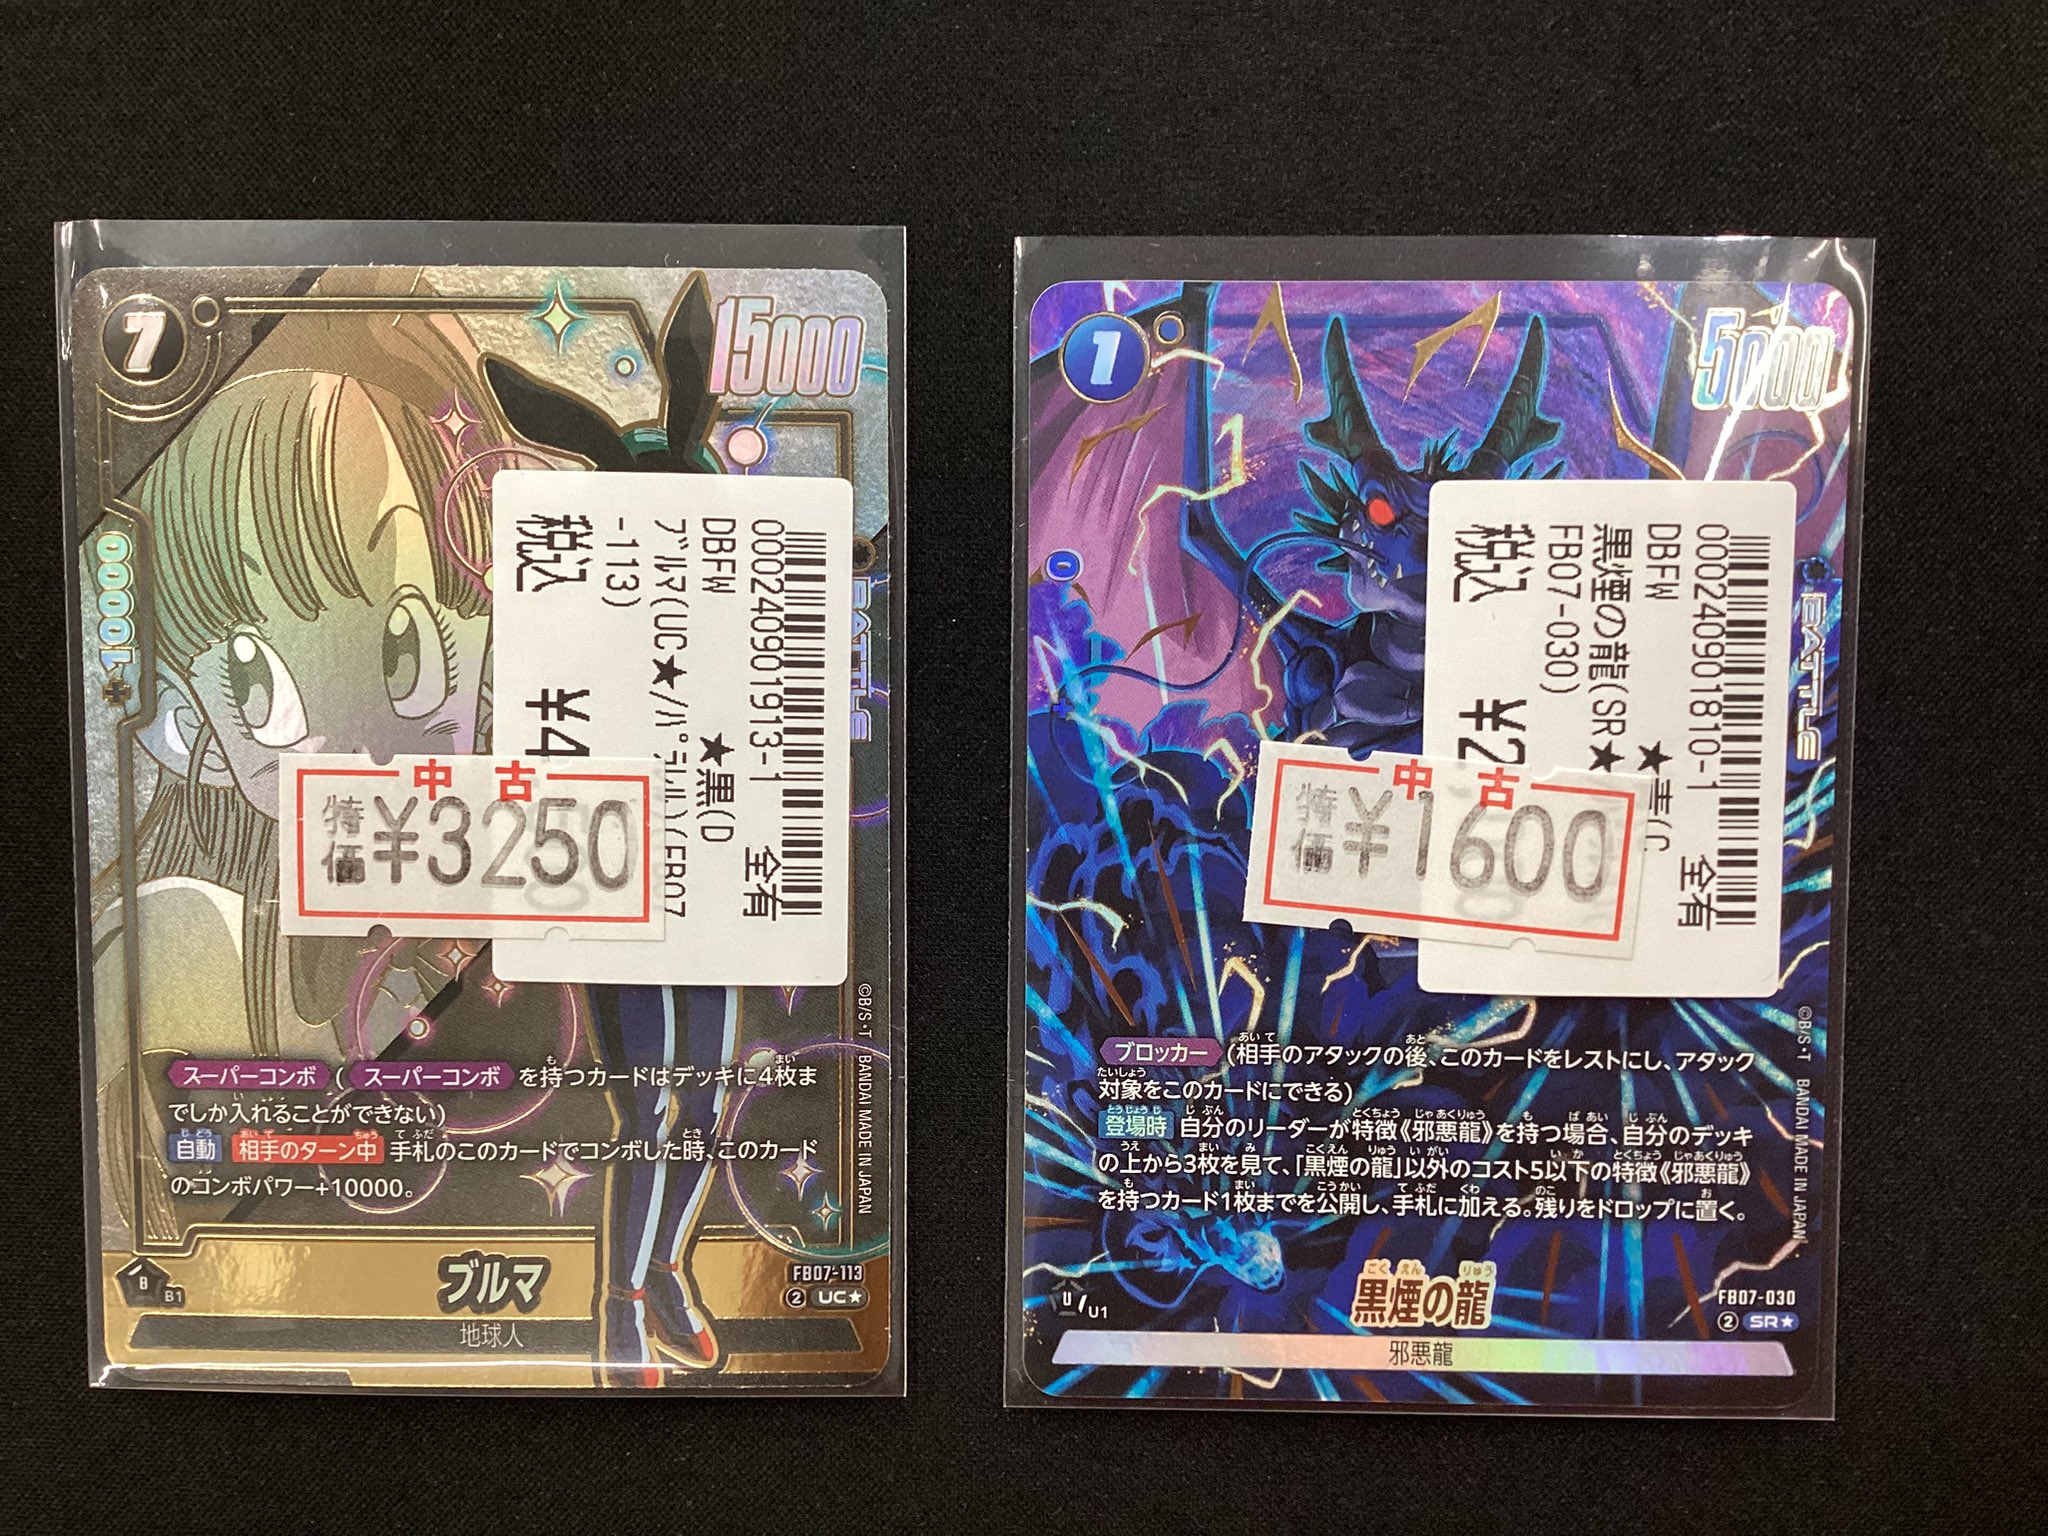 7
15000
+10000
BATTLE
000240901913-1
DBFW
★黒(D
ブルマ(UC★/パラレル)(FB07
-113)
全有
税込
¥4
中古
特価 ¥3250
スーパーコンボ(スーパーコンボを持つカードはデッキに4枚ま
でしか入れることができない)
自動 相手のターン中 手札のこのカードでコンボした時、このカード
のコンボパワー+10000。
©B/S・T BANDAI MADE IN JAPAN
B
B1
ブルマ
FB07-113
2 UC★
地球人
1
5000
+0
BATTLE
000240901810-1
DBFW
黒煙の龍(SR★
FB07-030)
全有
税込
¥2
中古
特価 ¥1600
ブロッカー(相手のアタックの後、このカードをレストにし、アタック
対象をこのカードにできる)
登場時 自分のリーダーが特徴《邪悪龍》を持つ場合、自分のデッキ
の上から3枚を見て、「黒煙の龍」以外のコスト5以下の特徴《邪悪龍》
を持つカード1枚までを公開し、手札に加える。残りをドロップに置く。
©B/S・T BANDAI MADE IN JAPAN
U
U1
黒煙の龍
FB07-030
2 SR★
邪悪龍